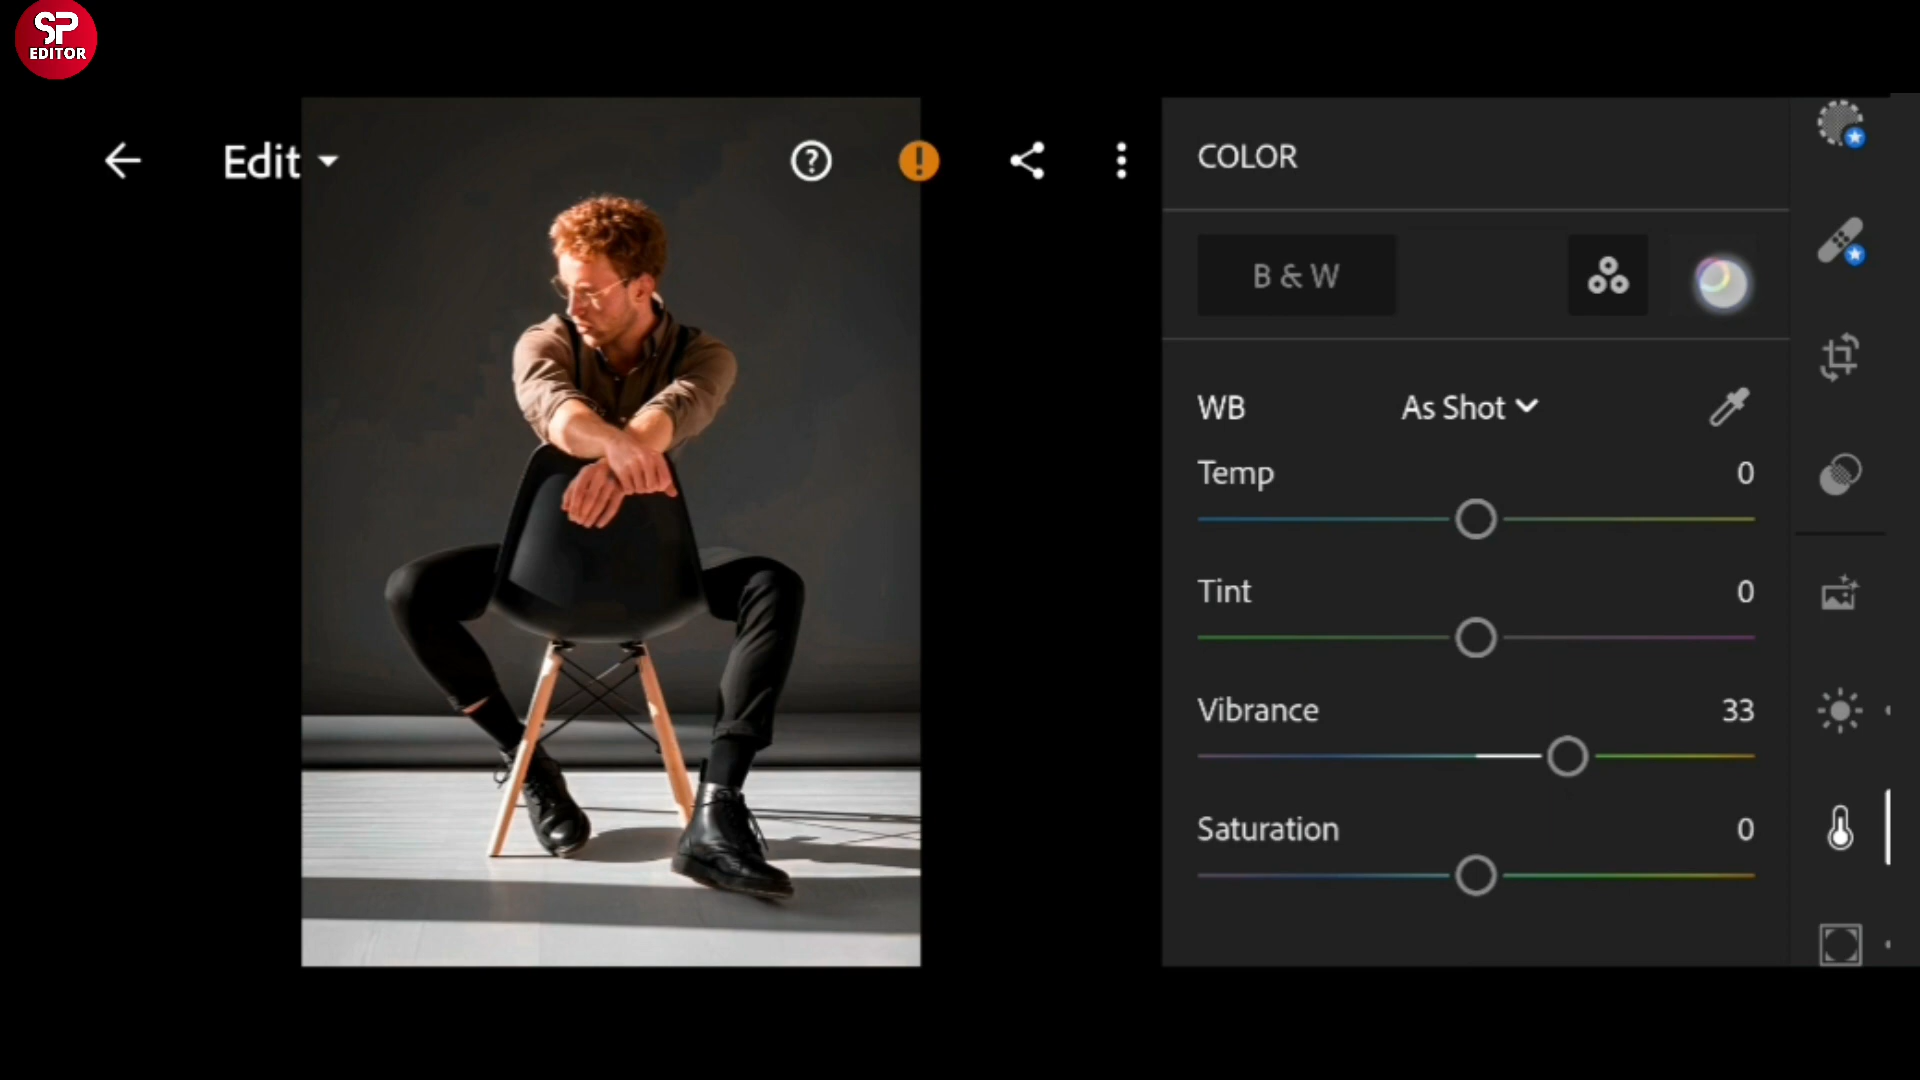 SP
EDITOR
Edit
COLOR
B & W
WB
As Shot
Temp
0
Tint
0
Vibrance
33
Saturation
0